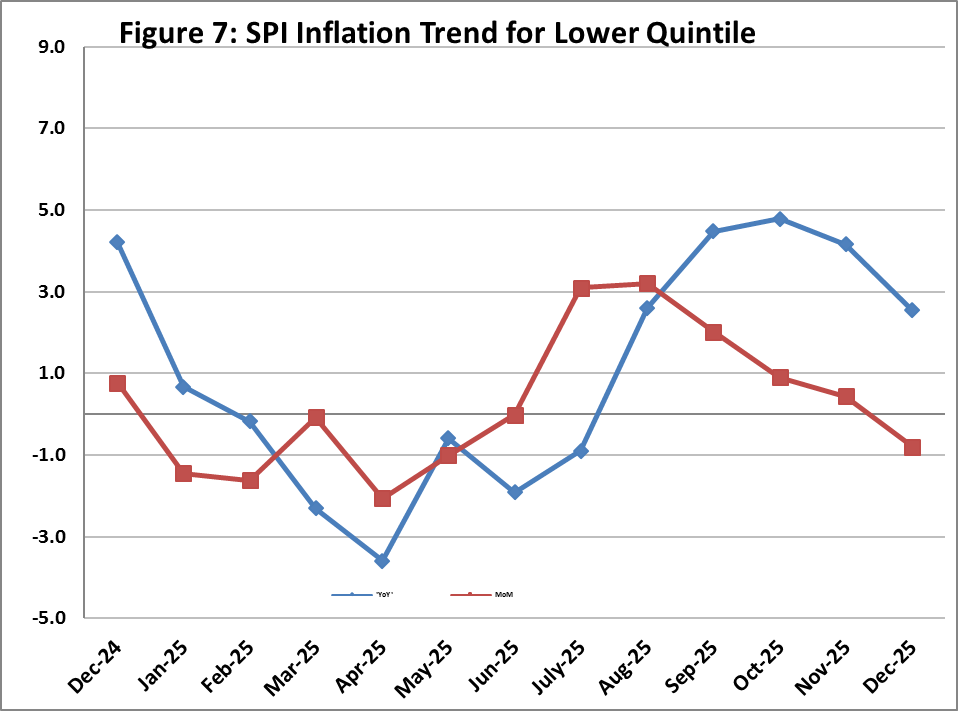 Figure 7: SPI Inflation Trend for Lower Quintile
9.0
7.0
5.0
3.0
1.0
-1.0
-3.0
-5.0
'YoY' MoM
Dec-24 Jan-25 Feb-25 Mar-25 Apr-25 May-25 Jun-25 July-25 Aug-25 Sep-25 Oct-25 Nov-25 Dec-25